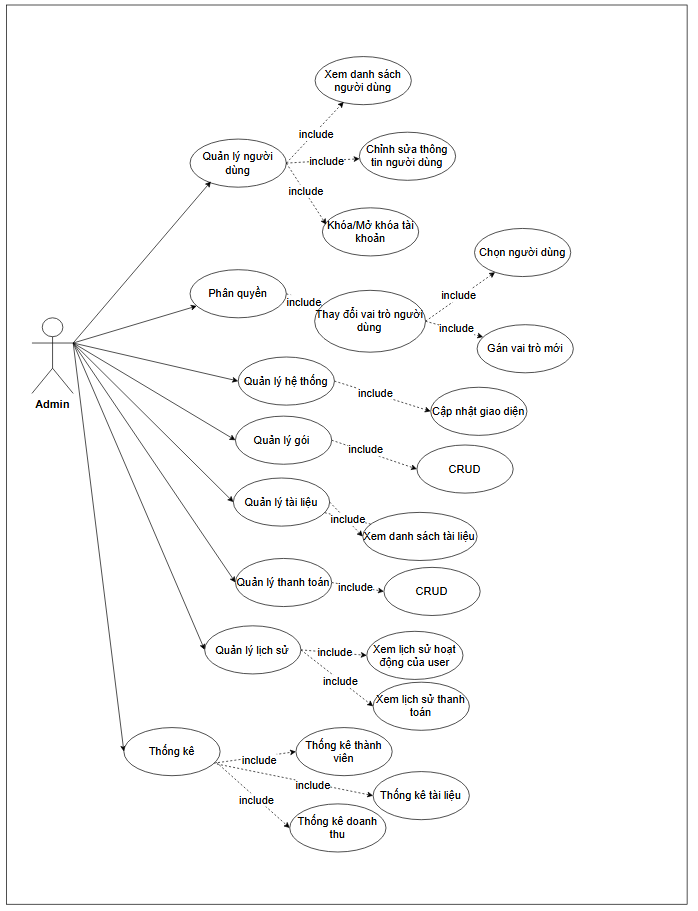 Xem danh sách
người dùng
include
Chỉnh sửa thông
tin người dùng
Quản lý người
dùng
include
include
Khóa/Mở khóa tài
khoản
Chọn người dùng
Phân quyền
include
include
Thay đổi vai trò người
dùng
include
Gán vai trò mới
Admin
Quản lý hệ thống
include
Cập nhật giao diện
Quản lý gói
include
CRUD
Quản lý tài liệu
include
Xem danh sách tài liệu
Quản lý thanh toán
include
CRUD
Quản lý lịch sử
include
Xem lịch sử hoạt
động của user
include
Xem lịch sử thanh
toán
Thống kê
include
Thống kê thành
viên
include
Thống kê tài liệu
include
Thống kê doanh
thu